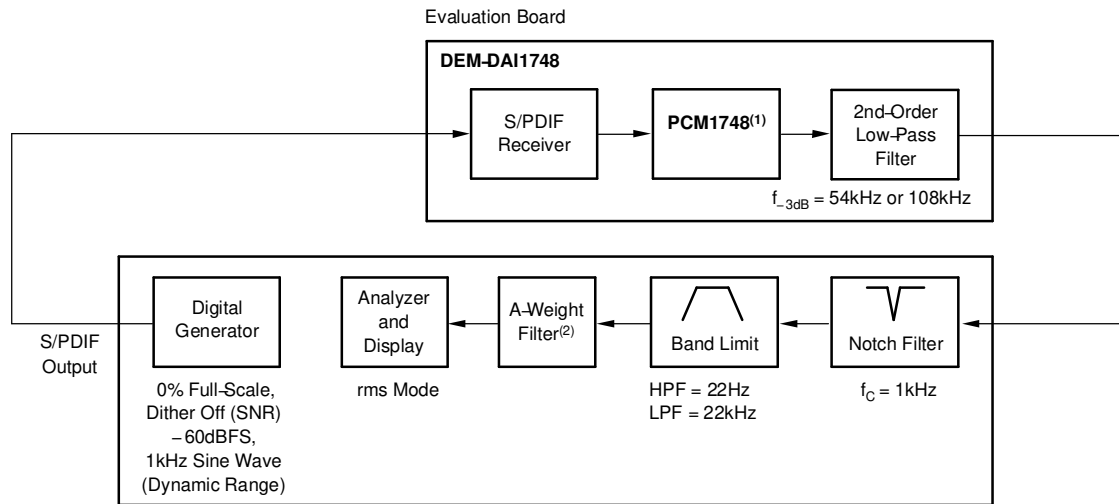 Evaluation Board
DEM–DAI1748
S/PDIF
Receiver
PCM1748(1)
2nd–Order
Low–Pass
Filter
f–3dB = 54kHz or 108kHz
S/PDIF
Output
Digital
Generator
0% Full–Scale,
Dither Off (SNR)
–60dBFS,
1kHz Sine Wave
(Dynamic Range)
Analyzer
and
Display
rms Mode
A–Weight
Filter(2)
Band Limit
HPF = 22Hz
LPF = 22kHz
Notch Filter
fC = 1kHz